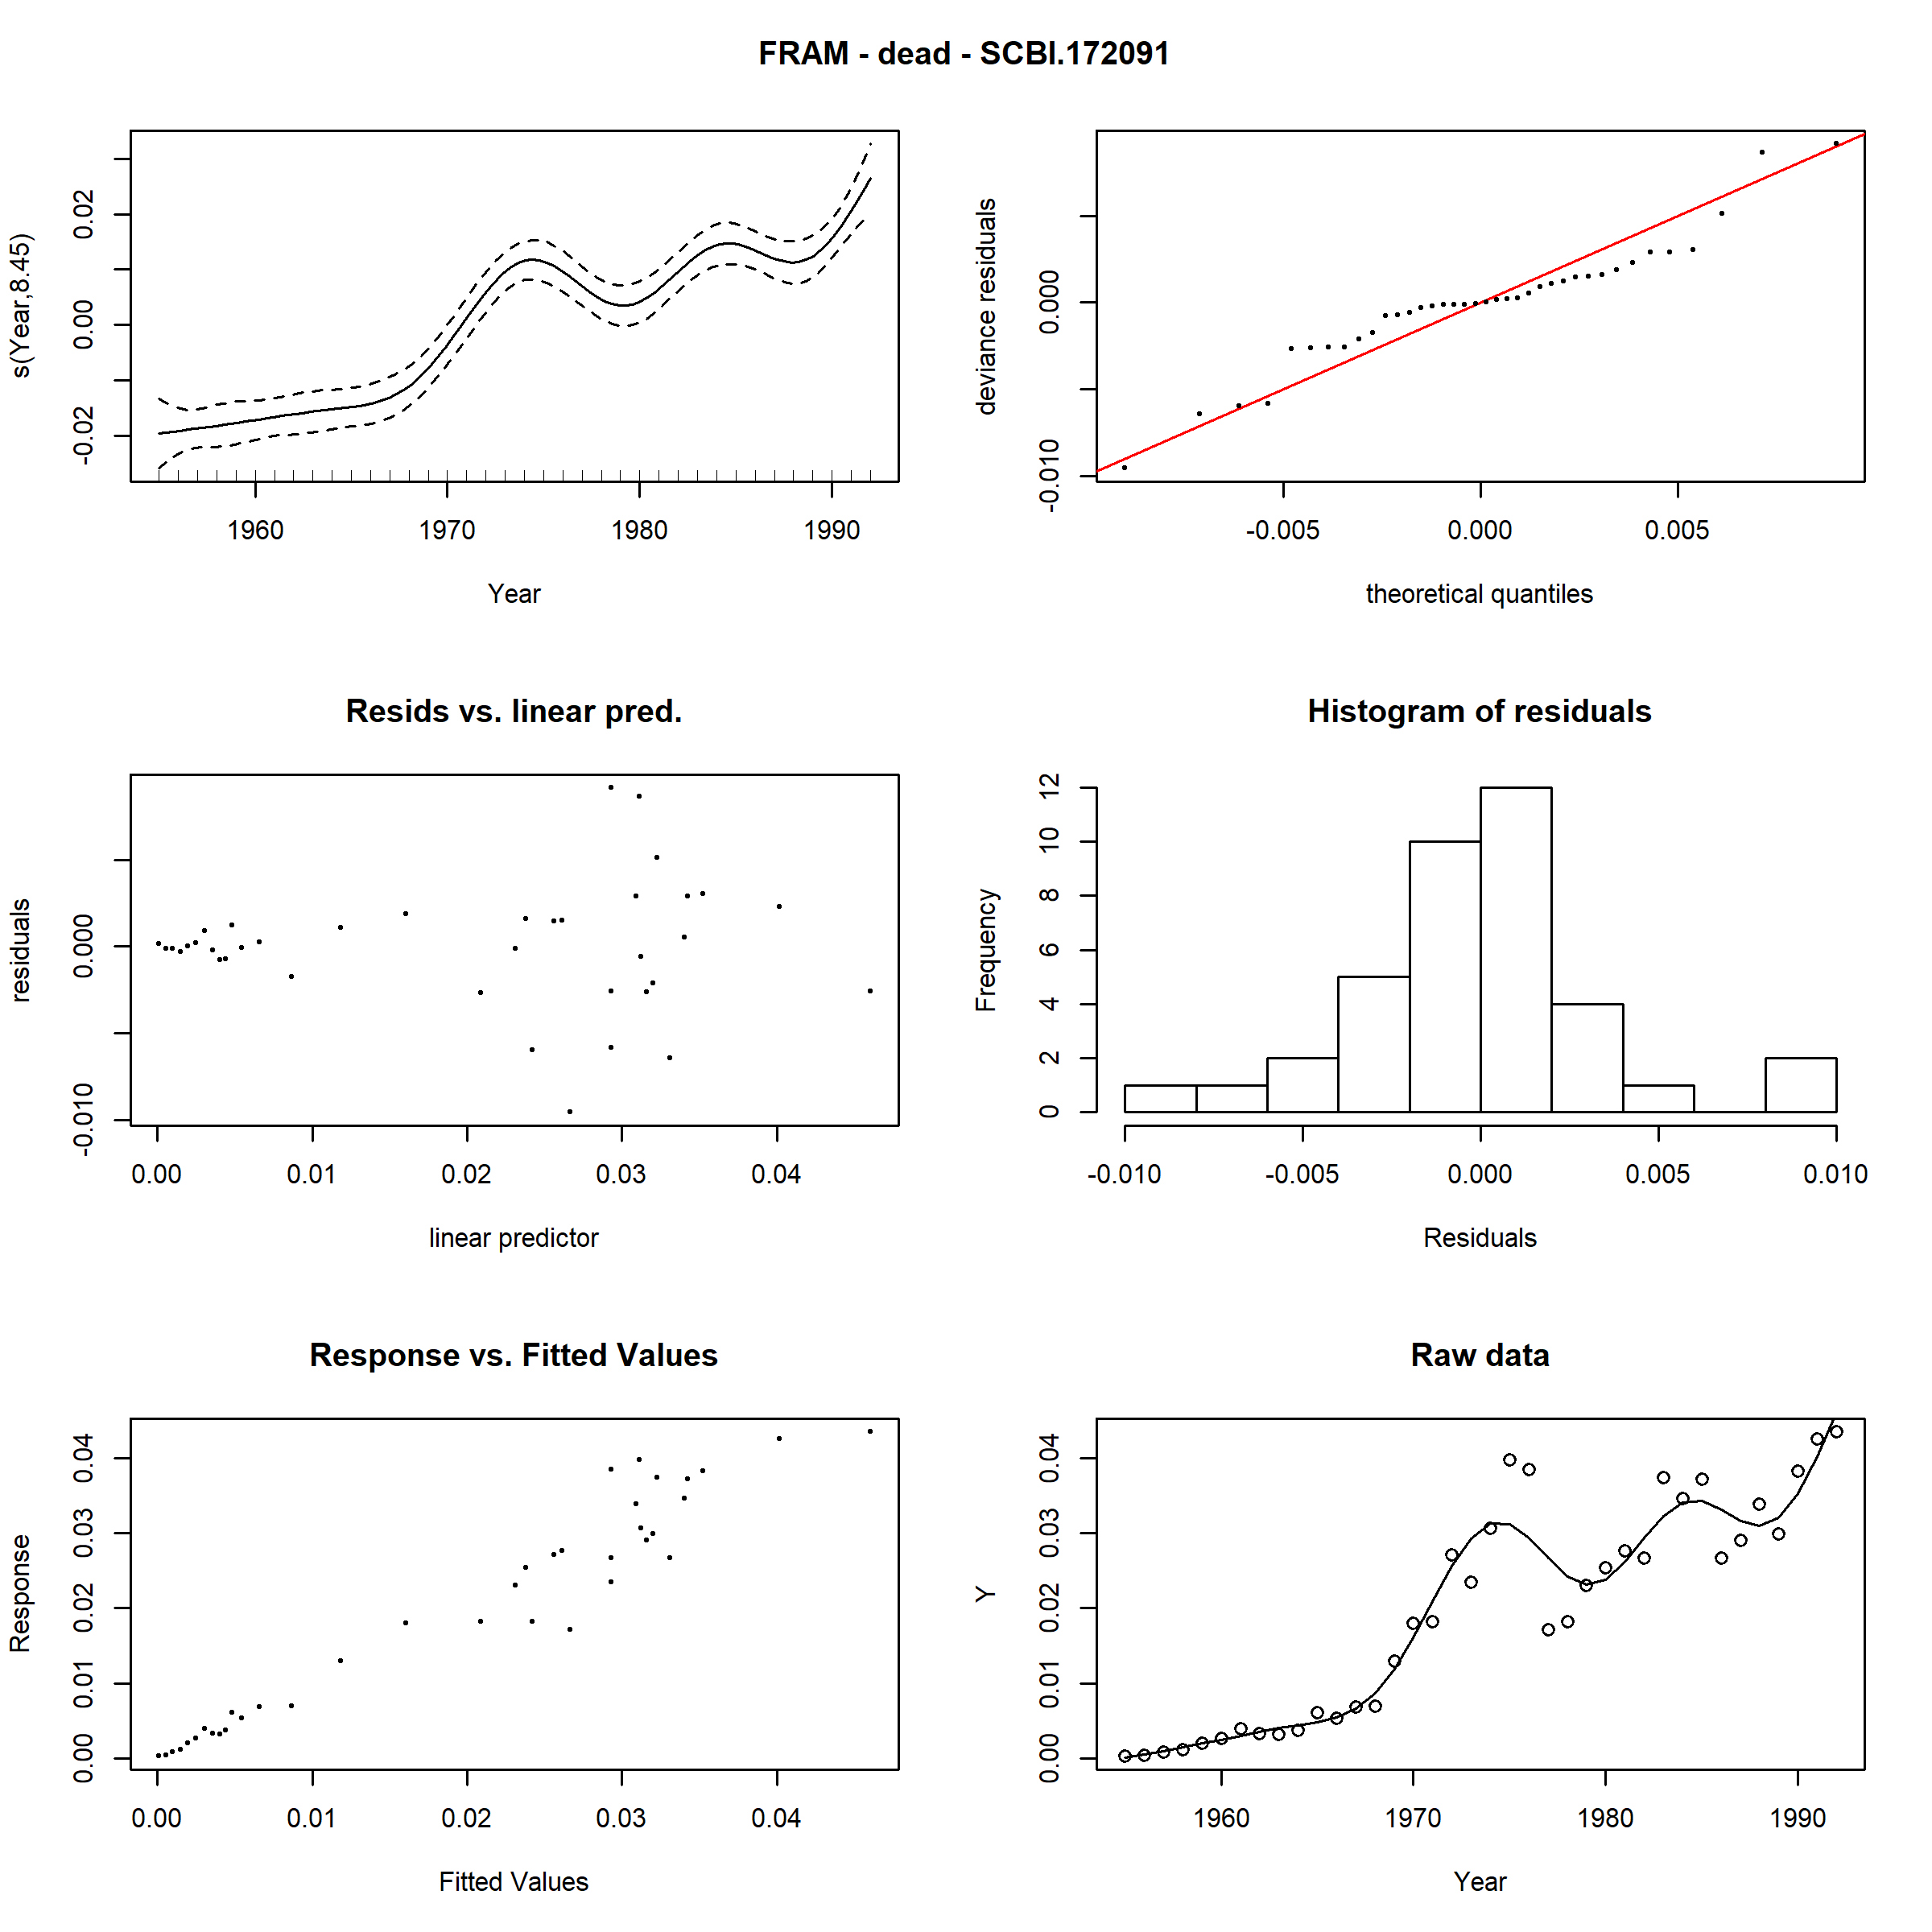 FRAM - dead - SCBI.172091
s(Year,8.45)
-0.02 0.00 0.02
1960 1970 1980 1990
Year
deviance residuals
-0.010 0.000
-0.005 0.000 0.005
theoretical quantiles
Resids vs. linear pred.
residuals
-0.010 0.000
0.00 0.01 0.02 0.03 0.04
linear predictor
Histogram of residuals
Frequency
0 2 4 6 8 10 12
-0.010 -0.005 0.000 0.005 0.010
Residuals
Response vs. Fitted Values
Response
0.00 0.01 0.02 0.03 0.04
0.00 0.01 0.02 0.03 0.04
Fitted Values
Raw data
Y
0.00 0.01 0.02 0.03 0.04
1960 1970 1980 1990
Year